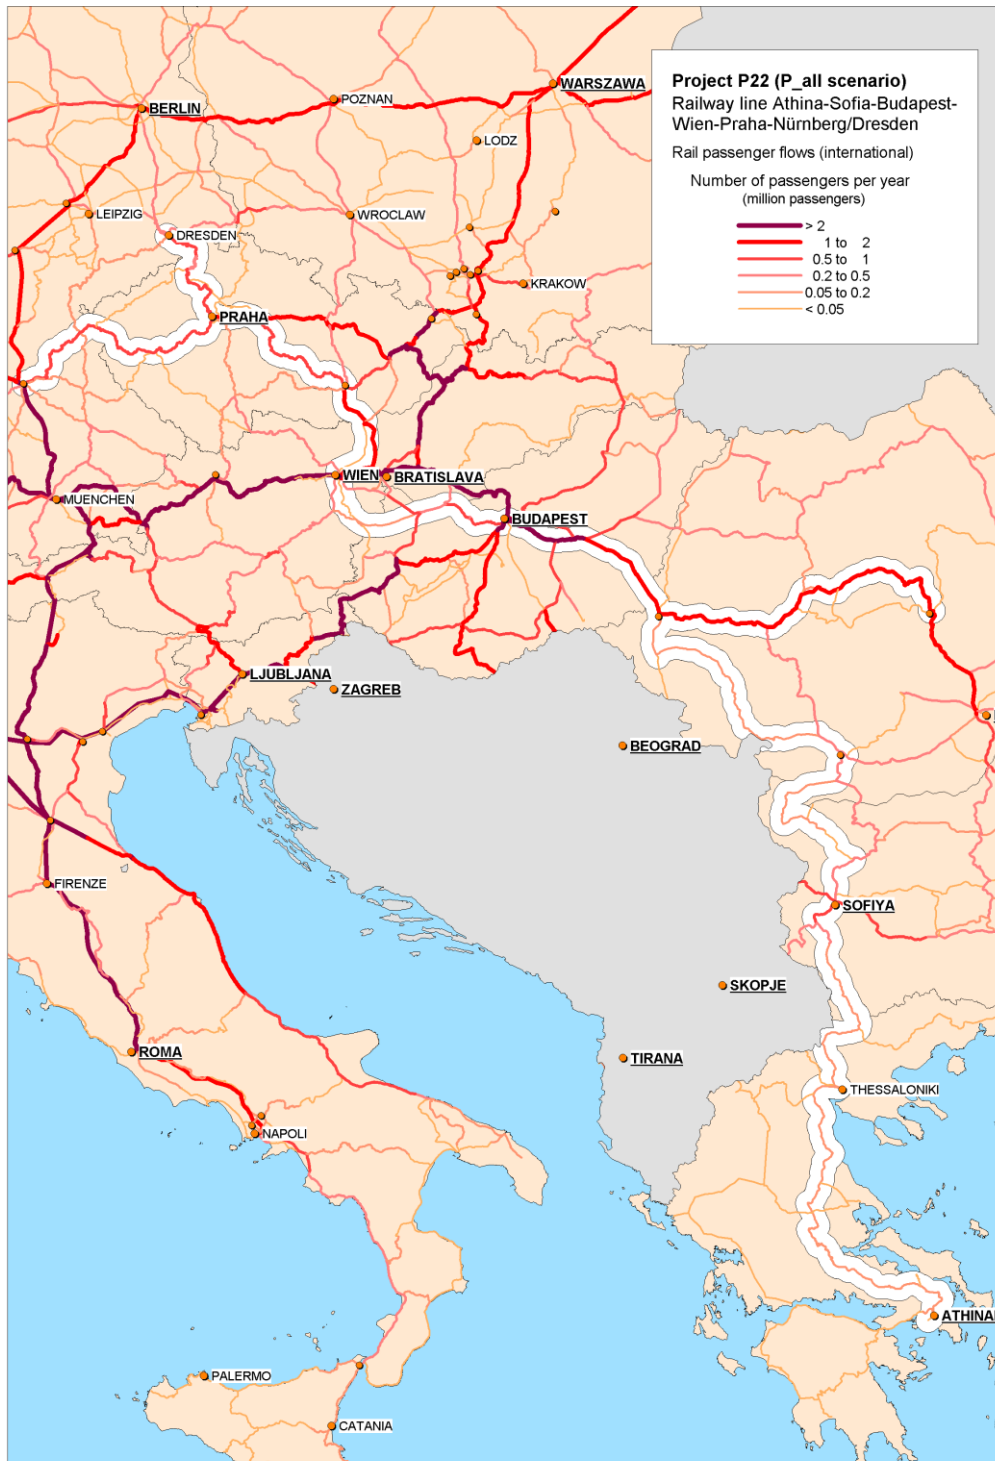 Project P22 (P_all scenario)
Railway line Athina-Sofia-Budapest-
Wien-Praha-Nürnberg/Dresden
Rail passenger flows (international)
Number of passengers per year
(million passengers)
> 2
1 to 2
0.5 to 1
0.2 to 0.5
0.05 to 0.2
< 0.05
WARSZAWA
POZNAN
BERLIN
LODZ
LEIPZIG
WROCLAW
DRESDEN
KRAKOW
PRAHA
WIEN
BRATISLAVA
MUENCHEN
BUDAPEST
LJUBLJANA
ZAGREB
BEOGRAD
FIRENZE
SOFIYA
SKOPJE
ROMA
TIRANA
THESSALONIKI
NAPOLI
ATHINAI
PALERMO
CATANIA